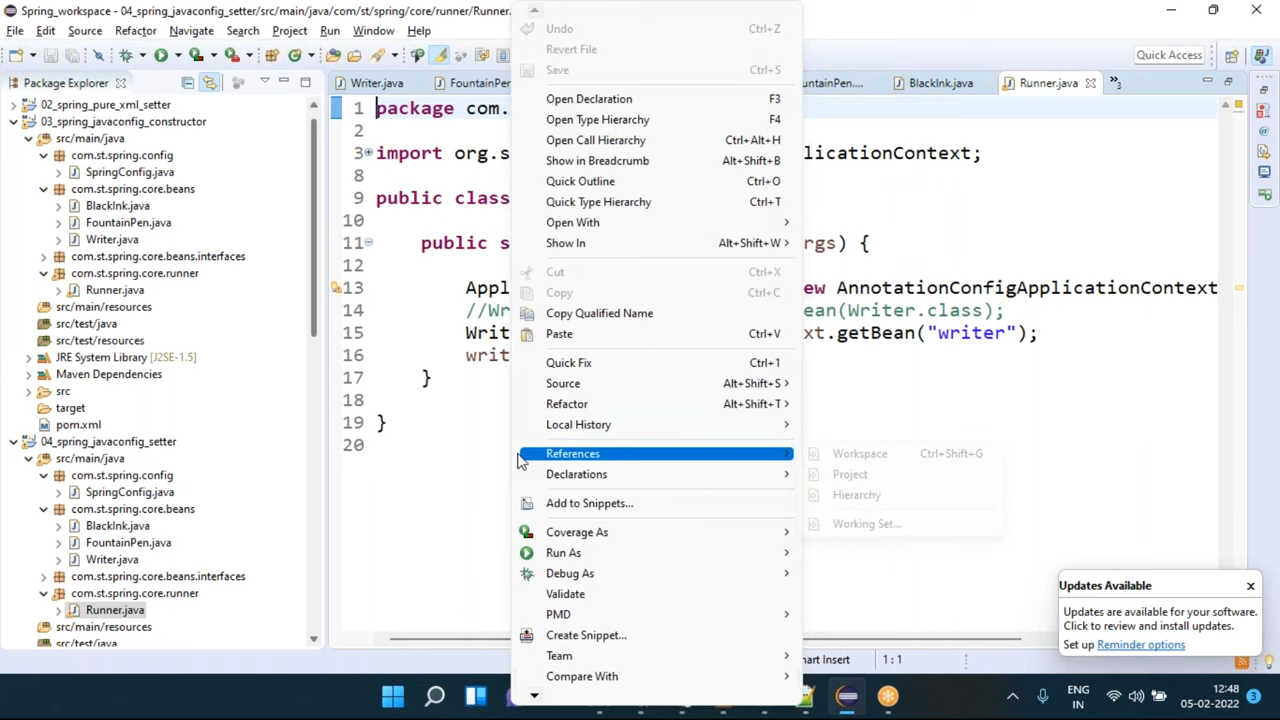 Spring_workspace - 04_spring_javaconfig_setter/src/main/java/com/st/spring/core/runner/Runner.
File Edit Source Refactor Navigate Search Project Run Window Help
Quick Access
Package Explorer
Writer.java
FountainPe
untainPen....
BlackInk.java
Runner.java
»3
02_spring_pure_xml_setter
03_spring_javaconfig_constructor
src/main/java
com.st.spring.config
SpringConfig.java
com.st.spring.core.beans
BlackInk.java
FountainPen.java
Writer.java
com.st.spring.core.beans.interfaces
com.st.spring.core.runner
Runner.java
src/main/resources
src/test/java
src/test/resources
JRE System Library [J2SE-1.5]
Maven Dependencies
src
target
pom.xml
04_spring_javaconfig_setter
src/main/java
com.st.spring.config
SpringConfig.java
com.st.spring.core.beans
BlackInk.java
FountainPen.java
Writer.java
com.st.spring.core.beans.interfaces
com.st.spring.core.runner
Runner.java
src/main/resources
src/test/java
1 package com.
2
3 import org.s licationContext;
8
9 public class
10
11 public s rgs) {
12
13 Appl ew AnnotationConfigApplicationContext
14 //Wr ean(Writer.class);
15 Writ xt.getBean("writer");
16 writ
17 }
18
19 }
20
Undo Ctrl+Z
Revert File
Save Ctrl+S
Open Declaration F3
Open Type Hierarchy F4
Open Call Hierarchy Ctrl+Alt+H
Show in Breadcrumb Alt+Shift+B
Quick Outline Ctrl+O
Quick Type Hierarchy Ctrl+T
Open With
Show In Alt+Shift+W
Cut Ctrl+X
Copy Ctrl+C
Copy Qualified Name
Paste Ctrl+V
Quick Fix Ctrl+1
Source Alt+Shift+S
Refactor Alt+Shift+T
Local History
References
Declarations
Add to Snippets...
Coverage As
Run As
Debug As
Validate
PMD
Create Snippet...
Team
Compare With
Workspace Ctrl+Shift+G
Project
Hierarchy
Working Set...
Updates Available
Updates are available for your software.
Click to review and install updates.
Set up Reminder options
mart Insert 1 : 1
ENG
IN
12:48
05-02-2022
3